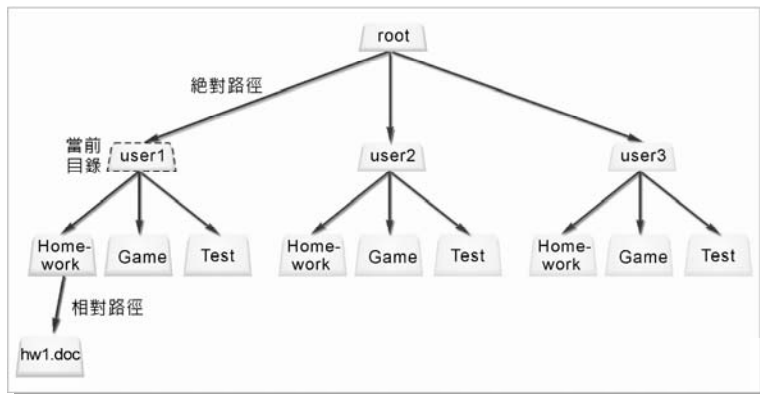 root
絕對路徑
當前
目錄
user1
user2
user3
Home-
work
Game
Test
Home-
work
Game
Test
Home-
work
Game
Test
相對路徑
hw1.doc